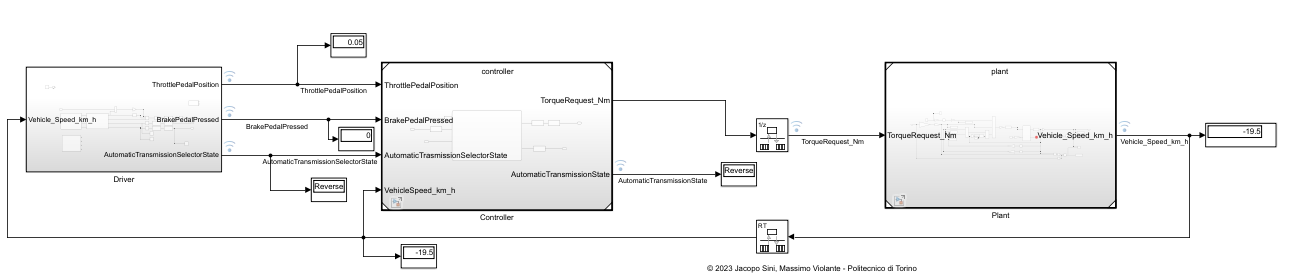 0.05
controller
plant
ThrottlePedalPosition
ThrottlePedalPosition
ThrottlePedalPosition
TorqueRequest_Nm
Vehicle_Speed_km_h
BrakePedalPressed
BrakePedalPressed
BrakePedalPressed
0
1/z
TorqueRequest_Nm
TorqueRequest_Nm
Vehicle_Speed_km_h
Vehicle_Speed_km_h
-19.5
AutomaticTransmissionSelectorState
AutomaticTransmissionSelectorState
AutomaticTrasmissionSelectorState
Driver
Reverse
AutomaticTransmissionState
AutomaticTransmissionState
Reverse
VehicleSpeed_km_h
Controller
Plant
RT
-19.5
© 2023 Jacopo Sini, Massimo Violante - Politecnico di Torino